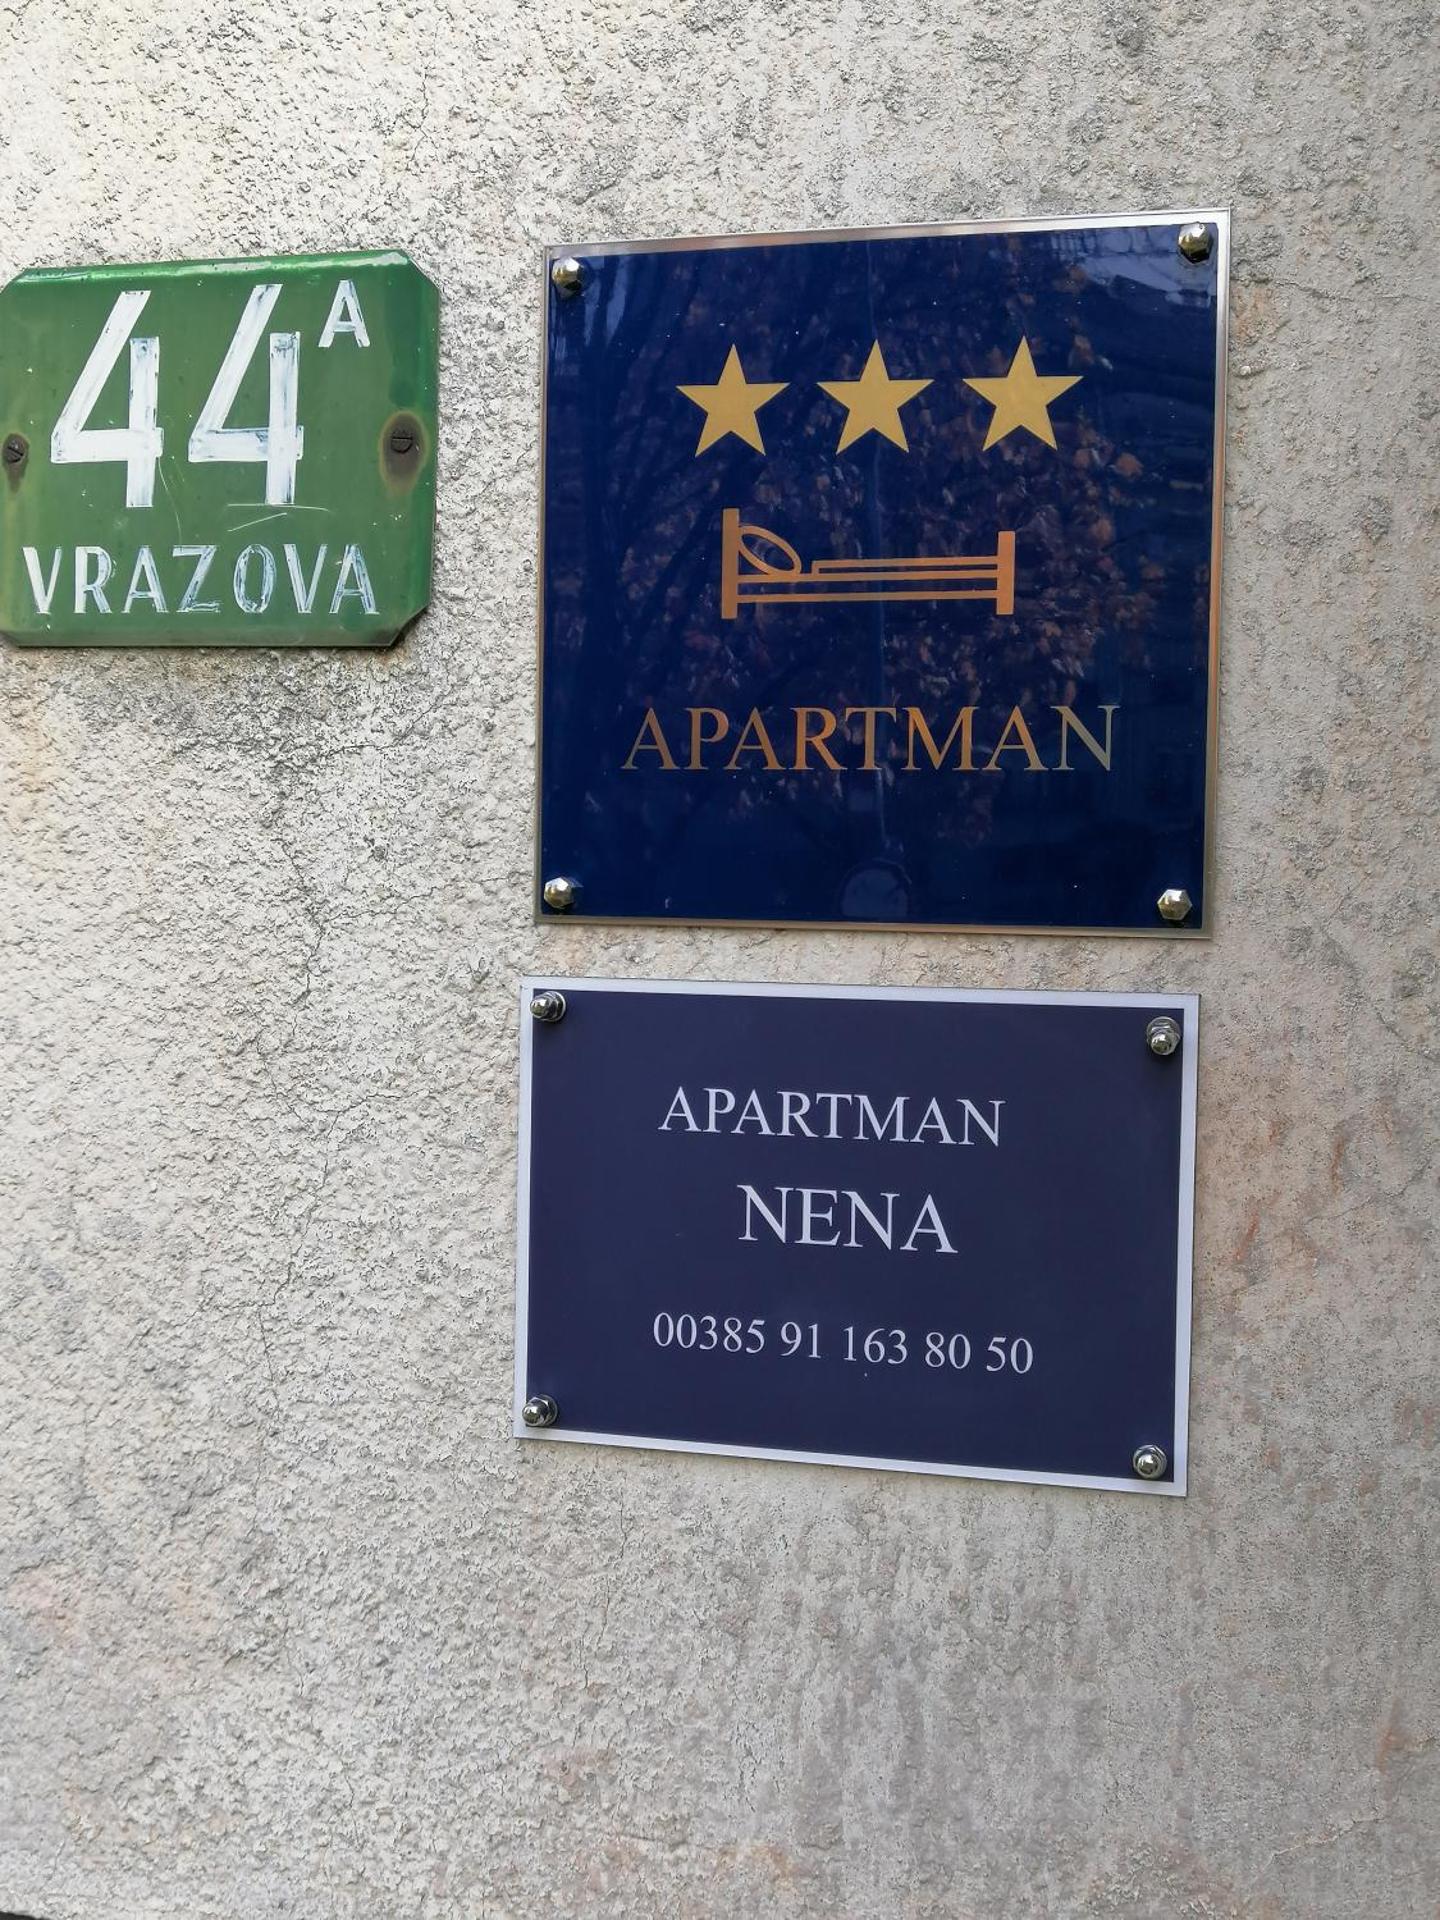 44A
VRAZOVA
APARTMAN
APARTMAN
NENA
00385 91 163 80 50